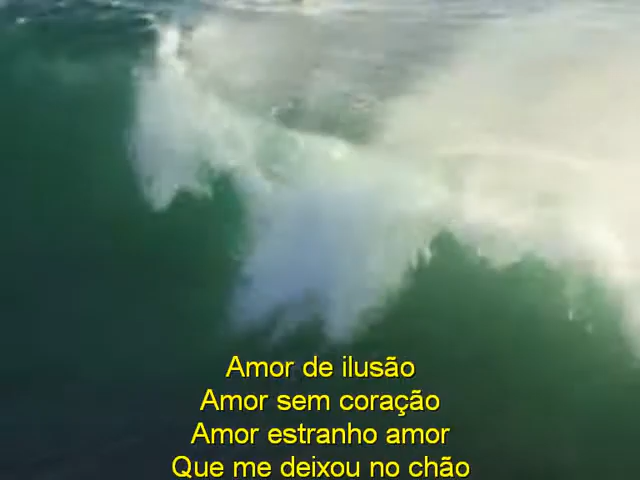 Amor de ilusão
Amor sem coração
Amor estranho amor
Que me deixou no chão